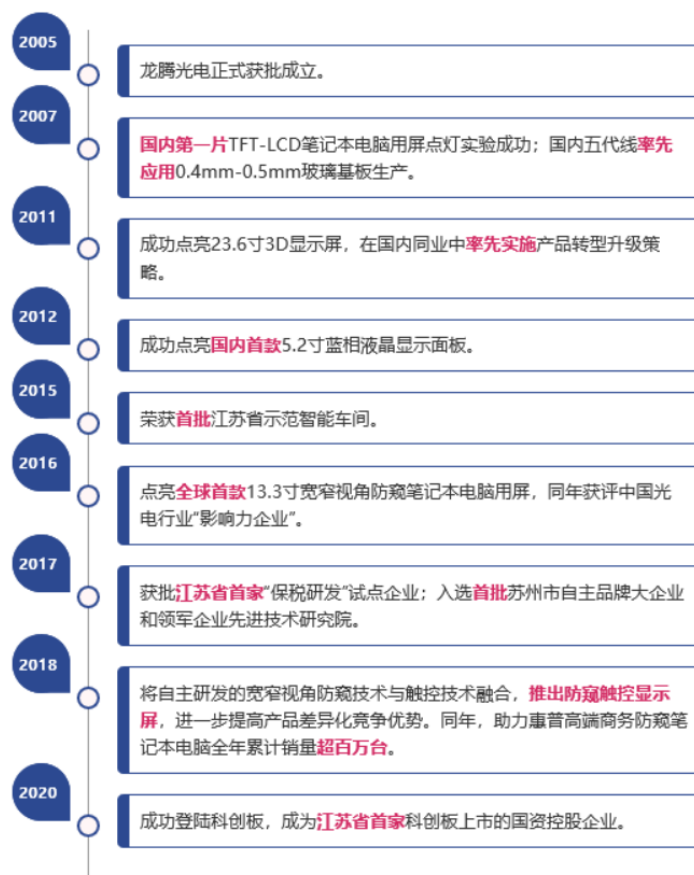 2005
龙腾光电正式获批成立。
2007
国内第一片TFT-LCD笔记本电脑用屏点灯实验成功；国内五代线率先
应用0.4mm-0.5mm玻璃基板生产。
2011
成功点亮23.6寸3D显示屏，在国内同业中率先实施产品转型升级策
略。
2012
成功点亮国内首款5.2寸蓝相液晶显示面板。
2015
荣获首批江苏省示范智能车间。
2016
点亮全球首款13.3寸宽窄视角防窥笔记本电脑用屏，同年获评中国光
电行业“影响力企业”。
2017
获批江苏省首家“保税研发”试点企业；入选首批苏州市自主品牌大企业
和领军企业先进技术研究院。
2018
将自主研发的宽窄视角防窥技术与触控技术融合，推出防窥触控显示
屏，进一步提高产品差异化竞争优势。同年，助力惠普高端商务防窥笔
记本电脑全年累计销量超百万台。
2020
成功登陆科创板，成为江苏省首家科创板上市的国资控股企业。